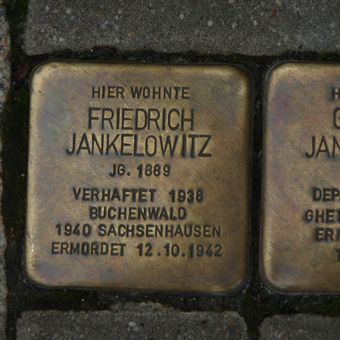 HIER WOHNTE
FRIEDRICH
JANKELOWITZ
JG. 1889
VERHAFTET 1938
BUCHENWALD
1940 SACHSENHAUSEN
ERMORDET 12.10.1942